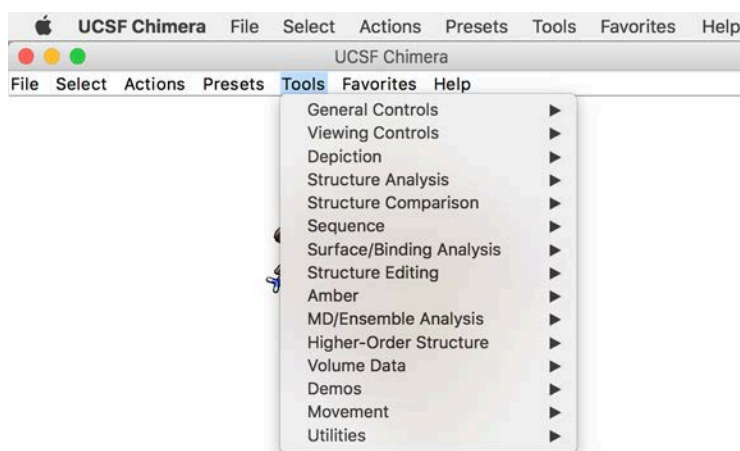 UCSF Chimera File Select Actions Presets Tools Favorites Help
UCSF Chimera
File Select Actions Presets Tools Favorites Help
General Controls
Viewing Controls
Depiction
Structure Analysis
Structure Comparison
Sequence
Surface/Binding Analysis
Structure Editing
Amber
MD/Ensemble Analysis
Higher-Order Structure
Volume Data
Demos
Movement
Utilities